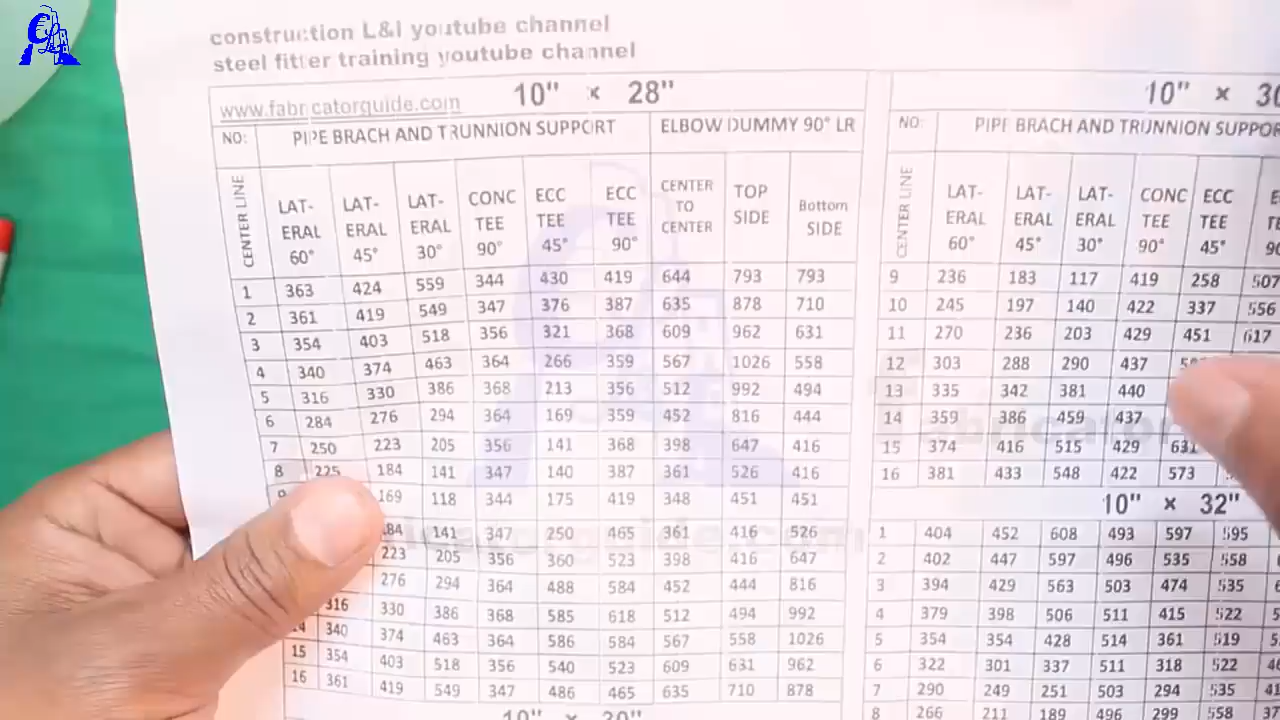 construction L&I youtube channel
steel fitter training youtube channel
www.fabricatorguide.com 10" x 28"
NO: PIPE BRACH AND TRUNNION SUPPORT ELBOW DUMMY 90° LR
CENTER LINE LAT-ERAL 60° LAT-ERAL 45° LAT-ERAL 30° CONC TEE 90° ECC TEE 45° ECC TEE 90° CENTER TO CENTER TOP SIDE Bottom SIDE
1 363 424 559 344 430 419 644 793 793
2 361 419 549 347 376 387 635 878 710
3 354 403 518 356 321 368 609 962 631
4 340 374 463 364 266 359 567 1026 558
5 316 330 386 368 213 356 512 992 494
6 284 276 294 364 169 359 452 816 444
7 250 223 205 356 141 368 398 647 416
8 225 184 141 347 140 387 361 526 416
169 118 344 175 419 348 451 451
141 347 250 465 361 416 526
223 205 356 360 523 398 416 647
276 294 364 488 584 452 444 816
316 330 386 368 585 618 512 494 992
340 374 463 364 586 584 567 558 1026
15 354 403 518 356 540 523 609 631 962
16 361 419 549 347 486 465 635 710 878
10" x
NO: PIPE BRACH AND TRUNNION
CENTER LINE LAT-ERAL 60° LAT-ERAL 45° LAT-ERAL 30° CONC TEE 90° ECC TEE 45°
9 236 183 117 419 258 507
10 245 197 140 422 337 556
11 270 236 203 429 451 617
12 303 288 290 437
13 335 342 381 440
14 359 386 459 437
15 374 416 515 429 631
16 381 433 548 422 573
10" x 32"
1 404 452 608 493 597 595
2 402 447 597 496 535 558
3 394 429 563 503 474 535
4 379 398 506 511 415 522
5 354 354 428 514 361 519
6 322 301 337 511 318 522
7 290 249 251 503 294 535
8 266 211 189 496 299 558